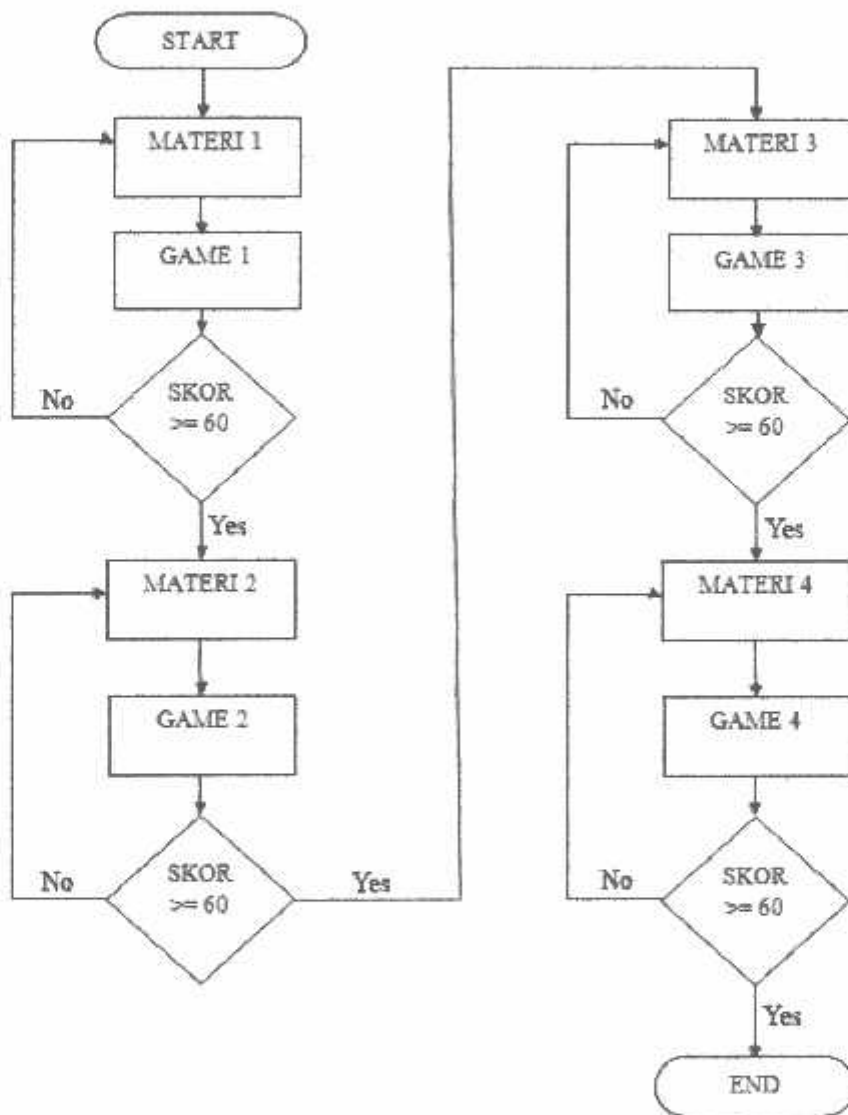 START
MATERI 1
GAME 1
SKOR
>= 60
No
Yes
MATERI 2
GAME 2
SKOR
>= 60
No
Yes
MATERI 3
GAME 3
SKOR
>= 60
No
Yes
MATERI 4
GAME 4
SKOR
>= 60
No
Yes
END